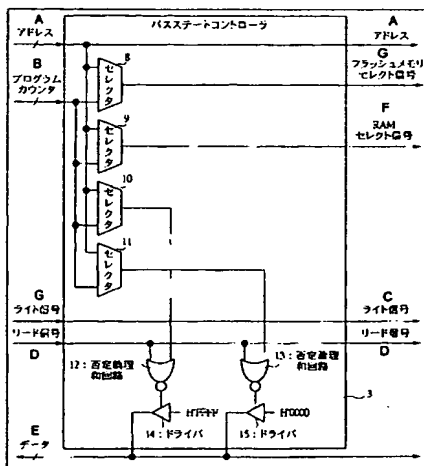 バスステートコントローラ
A
アドレス
A
アドレス
B
プログラム
カウンタ
8
セレクタ
G
フラッシュメモリ
セレクト信号
9
セレクタ
F
RAM
セレクト信号
10
セレクタ
11
セレクタ
G
ライト信号
C
ライト信号
リード信号
D
リード信号
D
12：否定論理
和回路
13：否定論理
和回路
3
H'0000
14：ドライバ
15：ドライバ
E
データ